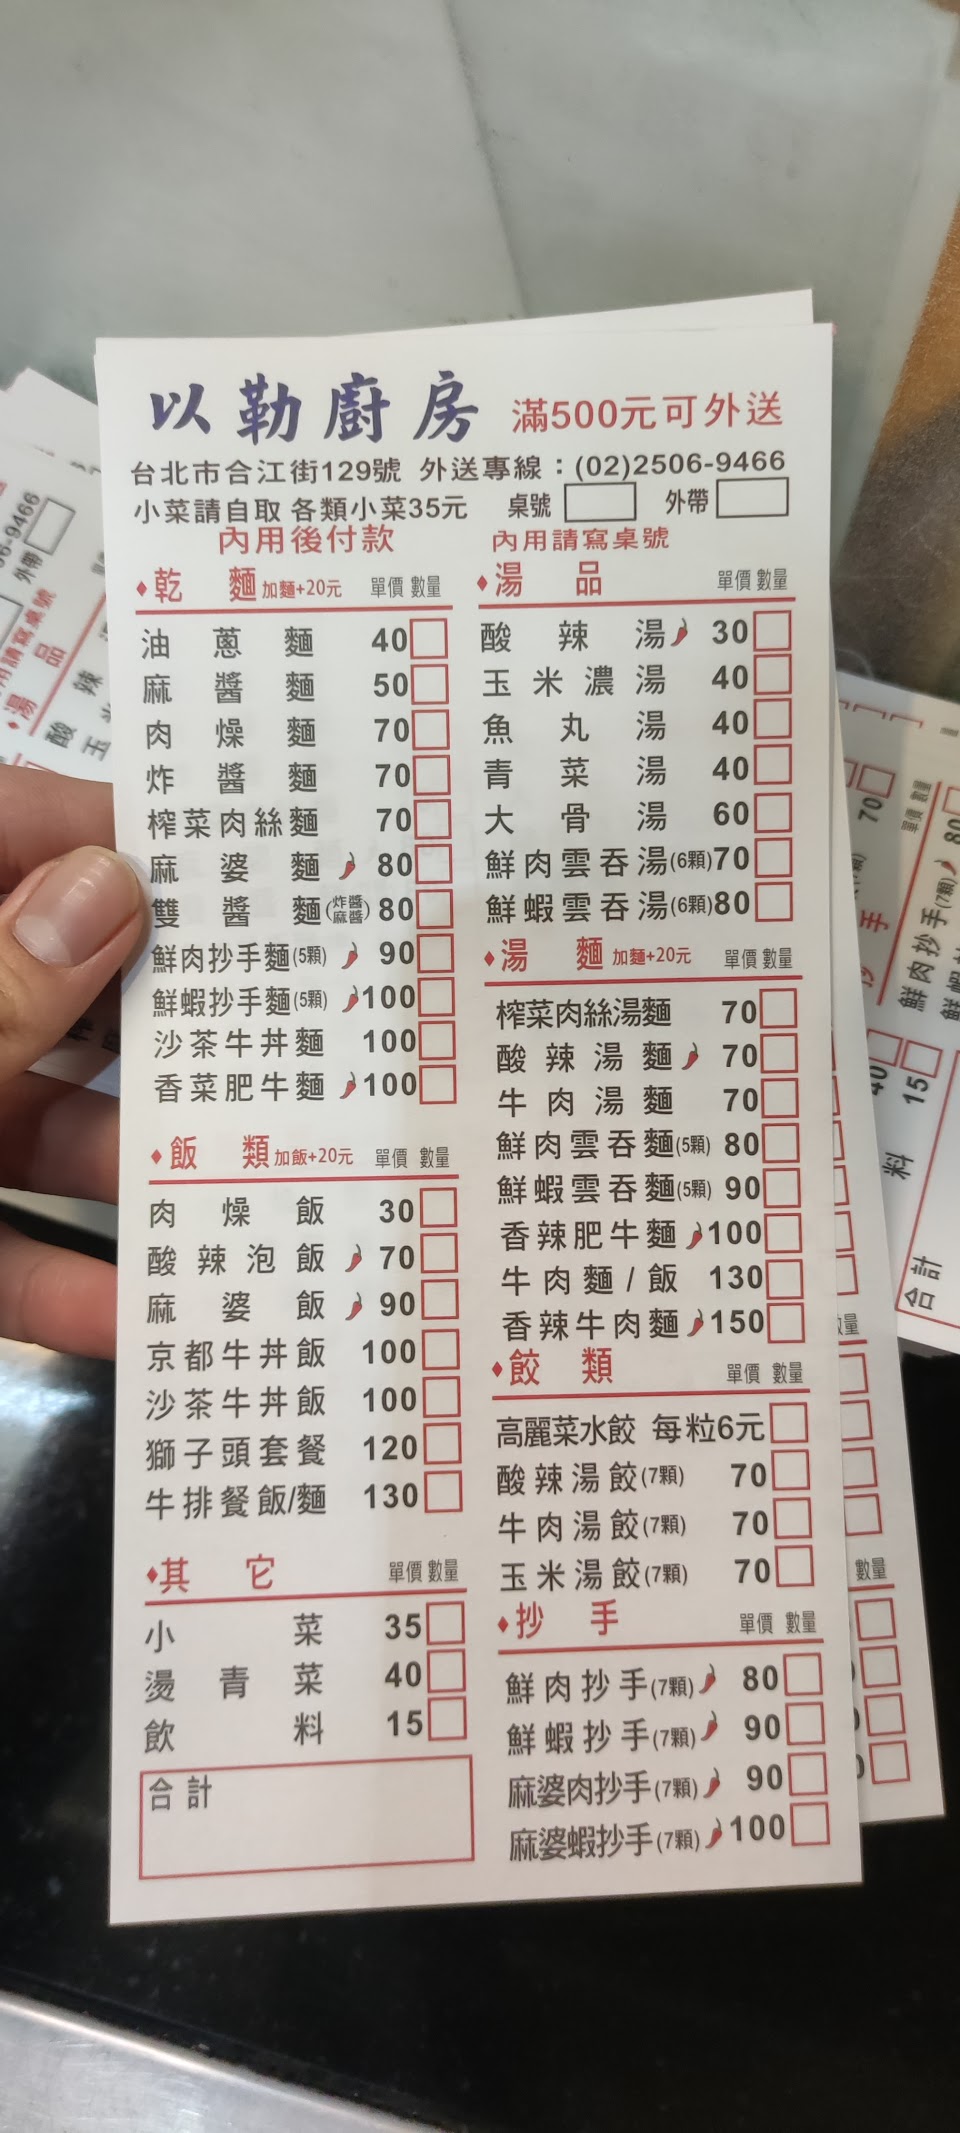 以勒廚房 滿500元可外送
台北市合江街129號 外送專線：(02)2506-9466
小菜請自取 各類小菜35元 桌號 外帶
內用後付款 內用請寫桌號
♦乾麵 加麵+20元 單價 數量
油蔥麵 40
麻醬麵 50
肉燥麵 70
炸醬麵 70
榨菜肉絲麵 70
麻婆麵 80
雙醬麵(炸醬 麻醬) 80
鮮肉抄手麵(5顆) 90
鮮蝦抄手麵(5顆) 100
沙茶牛丼麵 100
香菜肥牛麵 100
♦飯類 加飯+20元 單價 數量
肉燥飯 30
酸辣泡飯 70
麻婆飯 90
京都牛丼飯 100
沙茶牛丼飯 100
獅子頭套餐 120
牛排餐飯/麵 130
♦其它 單價 數量
小菜 35
燙青菜 40
飲料 15
合計
♦湯品 單價 數量
酸辣湯 30
玉米濃湯 40
魚丸湯 40
青菜湯 40
大骨湯 60
鮮肉雲吞湯(6顆) 70
鮮蝦雲吞湯(6顆) 80
♦湯麵 加麵+20元 單價 數量
榨菜肉絲湯麵 70
酸辣湯麵 70
牛肉湯麵 70
鮮肉雲吞麵(5顆) 80
鮮蝦雲吞麵(5顆) 90
香辣肥牛麵 100
牛肉麵/飯 130
香辣牛肉麵 150
♦餃類 單價 數量
高麗菜水餃 每粒6元
酸辣湯餃(7顆) 70
牛肉湯餃(7顆) 70
玉米湯餃(7顆) 70
♦抄手 單價 數量
鮮肉抄手(7顆) 80
鮮蝦抄手(7顆) 90
麻婆肉抄手(7顆) 90
麻婆蝦抄手(7顆) 100